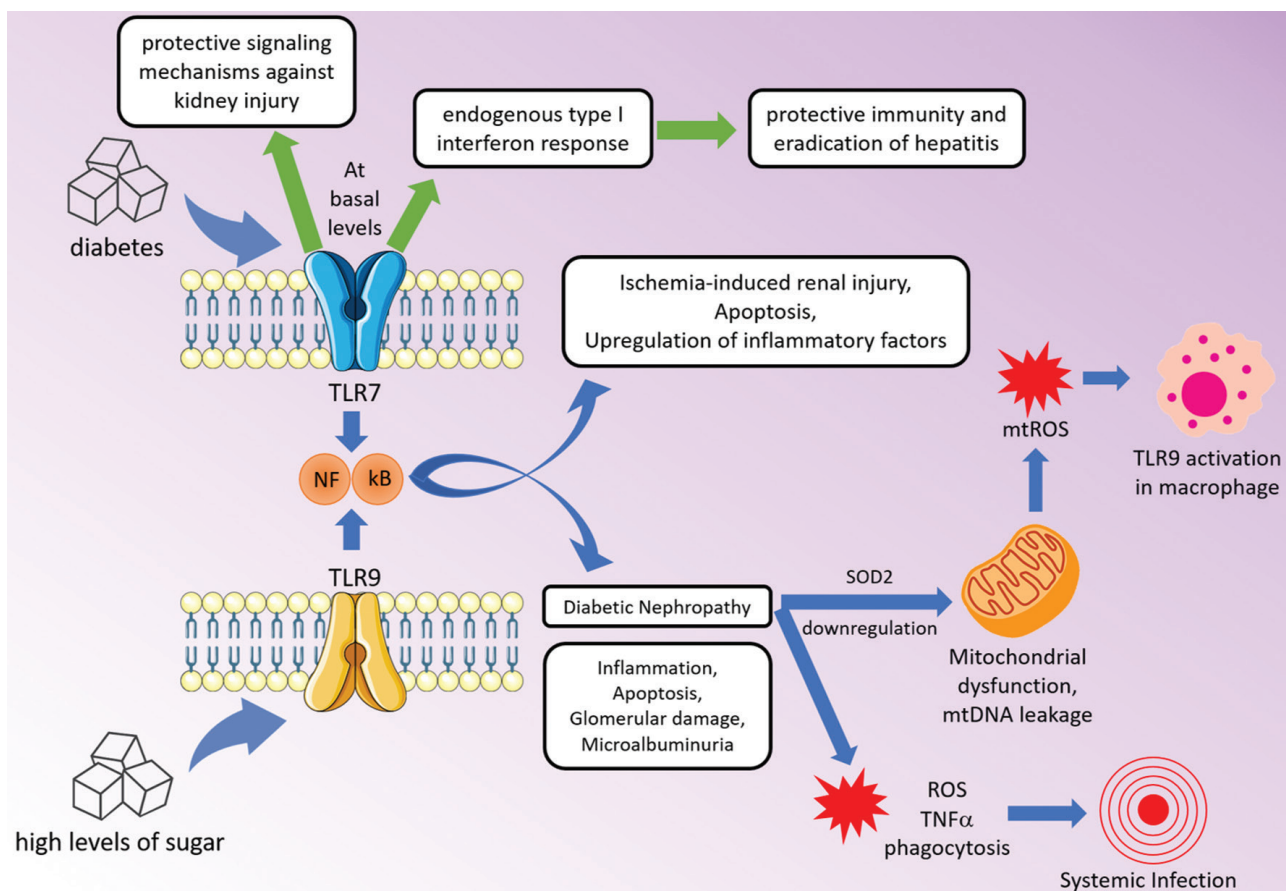 protective signaling
mechanisms against
kidney injury
endogenous type I
interferon response
protective immunity and
eradication of hepatitis
At
basal
levels
diabetes
Ischemia-induced renal injury,
Apoptosis,
Upregulation of inflammatory factors
TLR7
mtROS
TLR9 activation
in macrophage
NF
kB
TLR9
Diabetic Nephropathy
SOD2
downregulation
Inflammation,
Apoptosis,
Glomerular damage,
Microalbuminuria
Mitochondrial
dysfunction,
mtDNA leakage
high levels of sugar
ROS
TNFα
phagocytosis
Systemic Infection